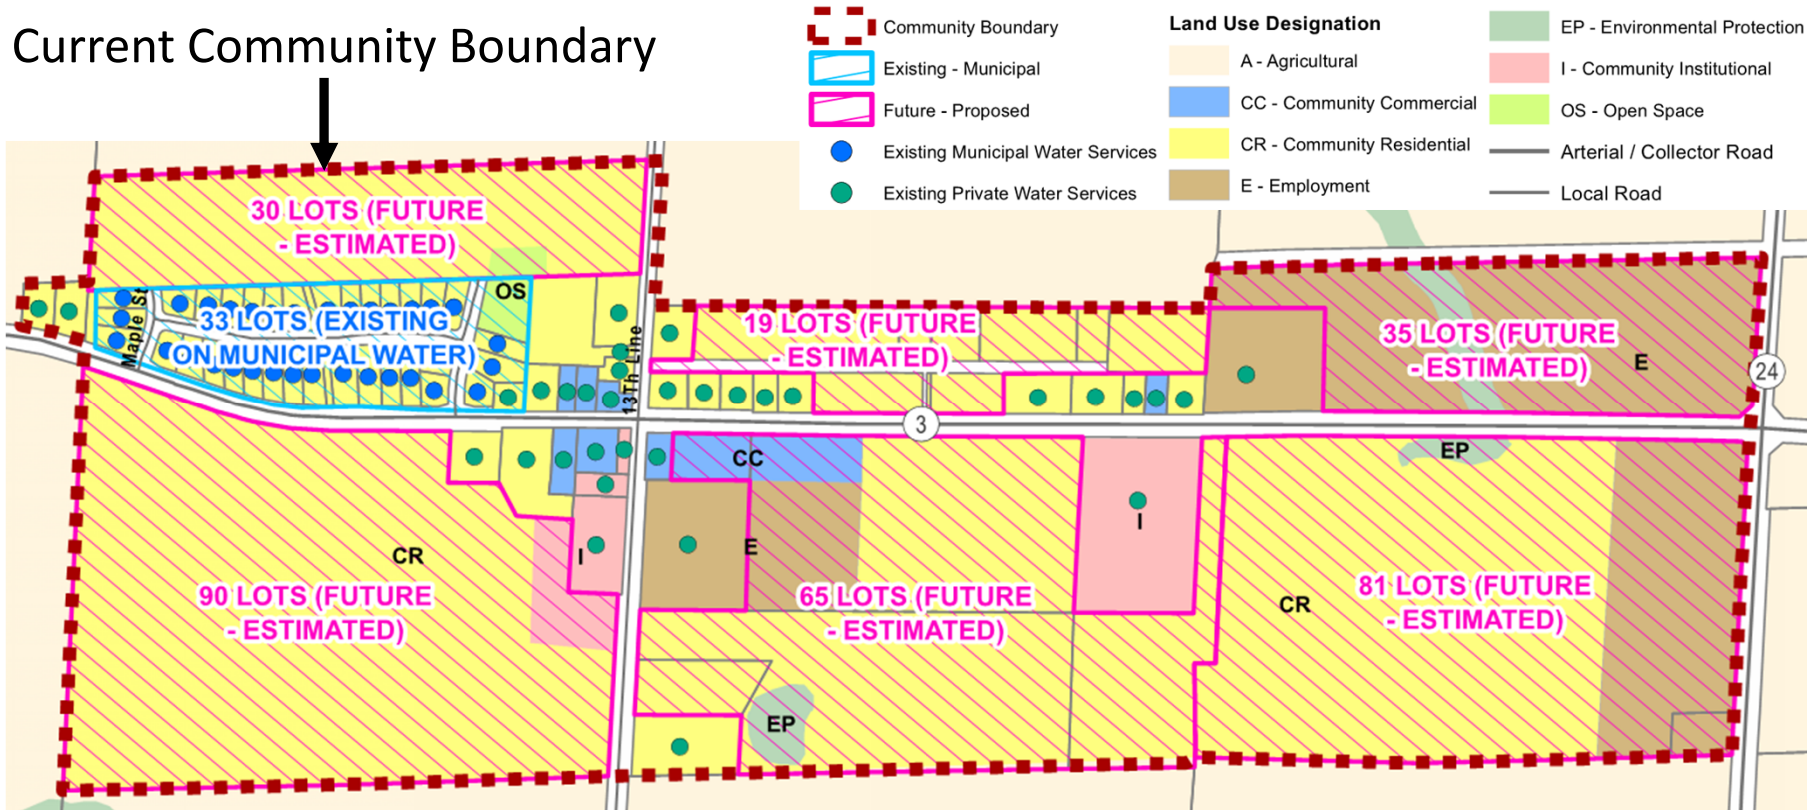 Current Community Boundary
Community Boundary
Existing - Municipal
Future - Proposed
Existing Municipal Water Services
Existing Private Water Services
Land Use Designation
A - Agricultural
CC - Community Commercial
CR - Community Residential
E - Employment
EP - Environmental Protection
I - Community Institutional
OS - Open Space
Arterial / Collector Road
Local Road
30 LOTS (FUTURE
- ESTIMATED)
OS
Maple St
33 LOTS (EXISTING
ON MUNICIPAL WATER)
13Th Line
19 LOTS (FUTURE
- ESTIMATED)
35 LOTS (FUTURE
- ESTIMATED)
E
24
3
CC
EP
I
CR
I
E
90 LOTS (FUTURE
- ESTIMATED)
65 LOTS (FUTURE
- ESTIMATED)
CR
81 LOTS (FUTURE
- ESTIMATED)
EP